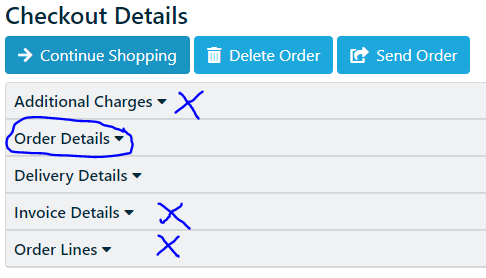 Checkout Details
Continue Shopping Delete Order Send Order
Additional Charges
Order Details
Delivery Details
Invoice Details
Order Lines